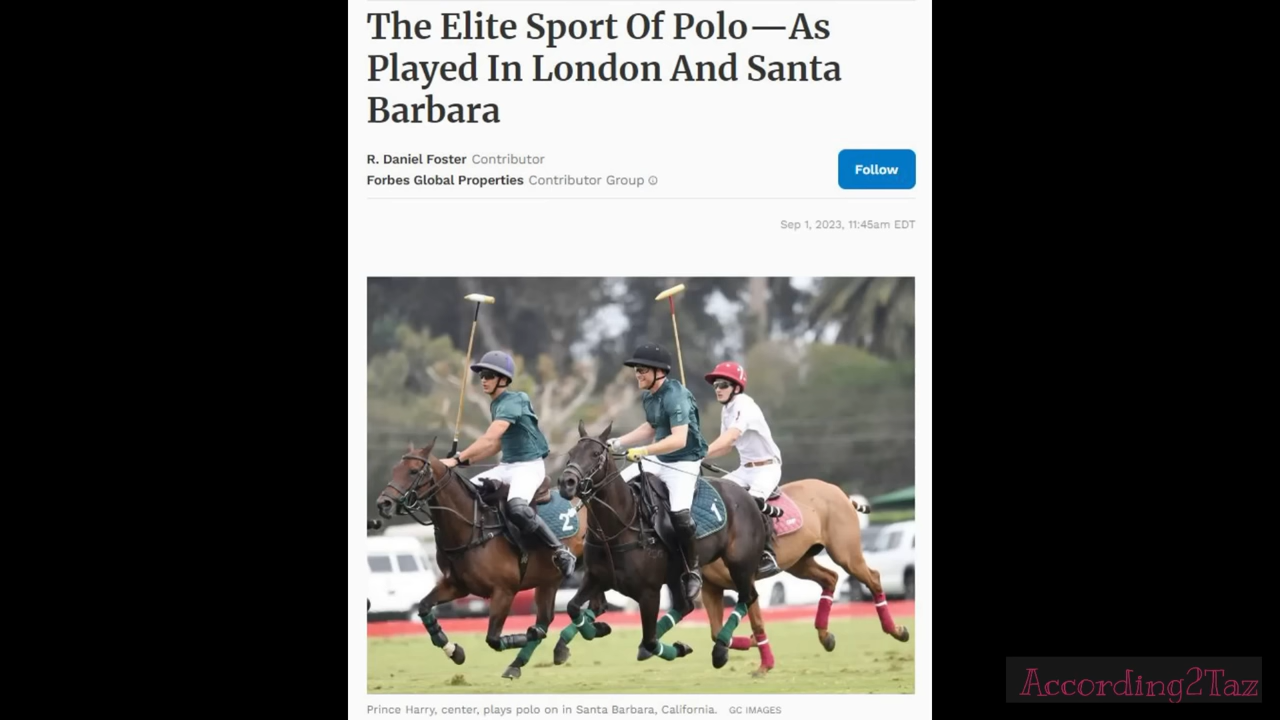 The Elite Sport Of Polo—As
Played In London And Santa
Barbara
R. Daniel Foster Contributor
Forbes Global Properties Contributor Group
Follow
Sep 1, 2023, 11:45am EDT
2
1
Prince Harry, center, plays polo on in Santa Barbara, California. GC IMAGES
According2Taz